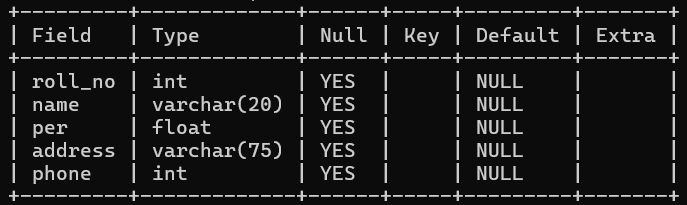 +---------+-------------+------+-----+---------+-------+
| Field   | Type        | Null | Key | Default | Extra |
+---------+-------------+------+-----+---------+-------+
| roll_no | int         | YES  |     | NULL    |       |
| name    | varchar(20) | YES  |     | NULL    |       |
| per     | float       | YES  |     | NULL    |       |
| address | varchar(75) | YES  |     | NULL    |       |
| phone   | int         | YES  |     | NULL    |       |
+---------+-------------+------+-----+---------+-------+